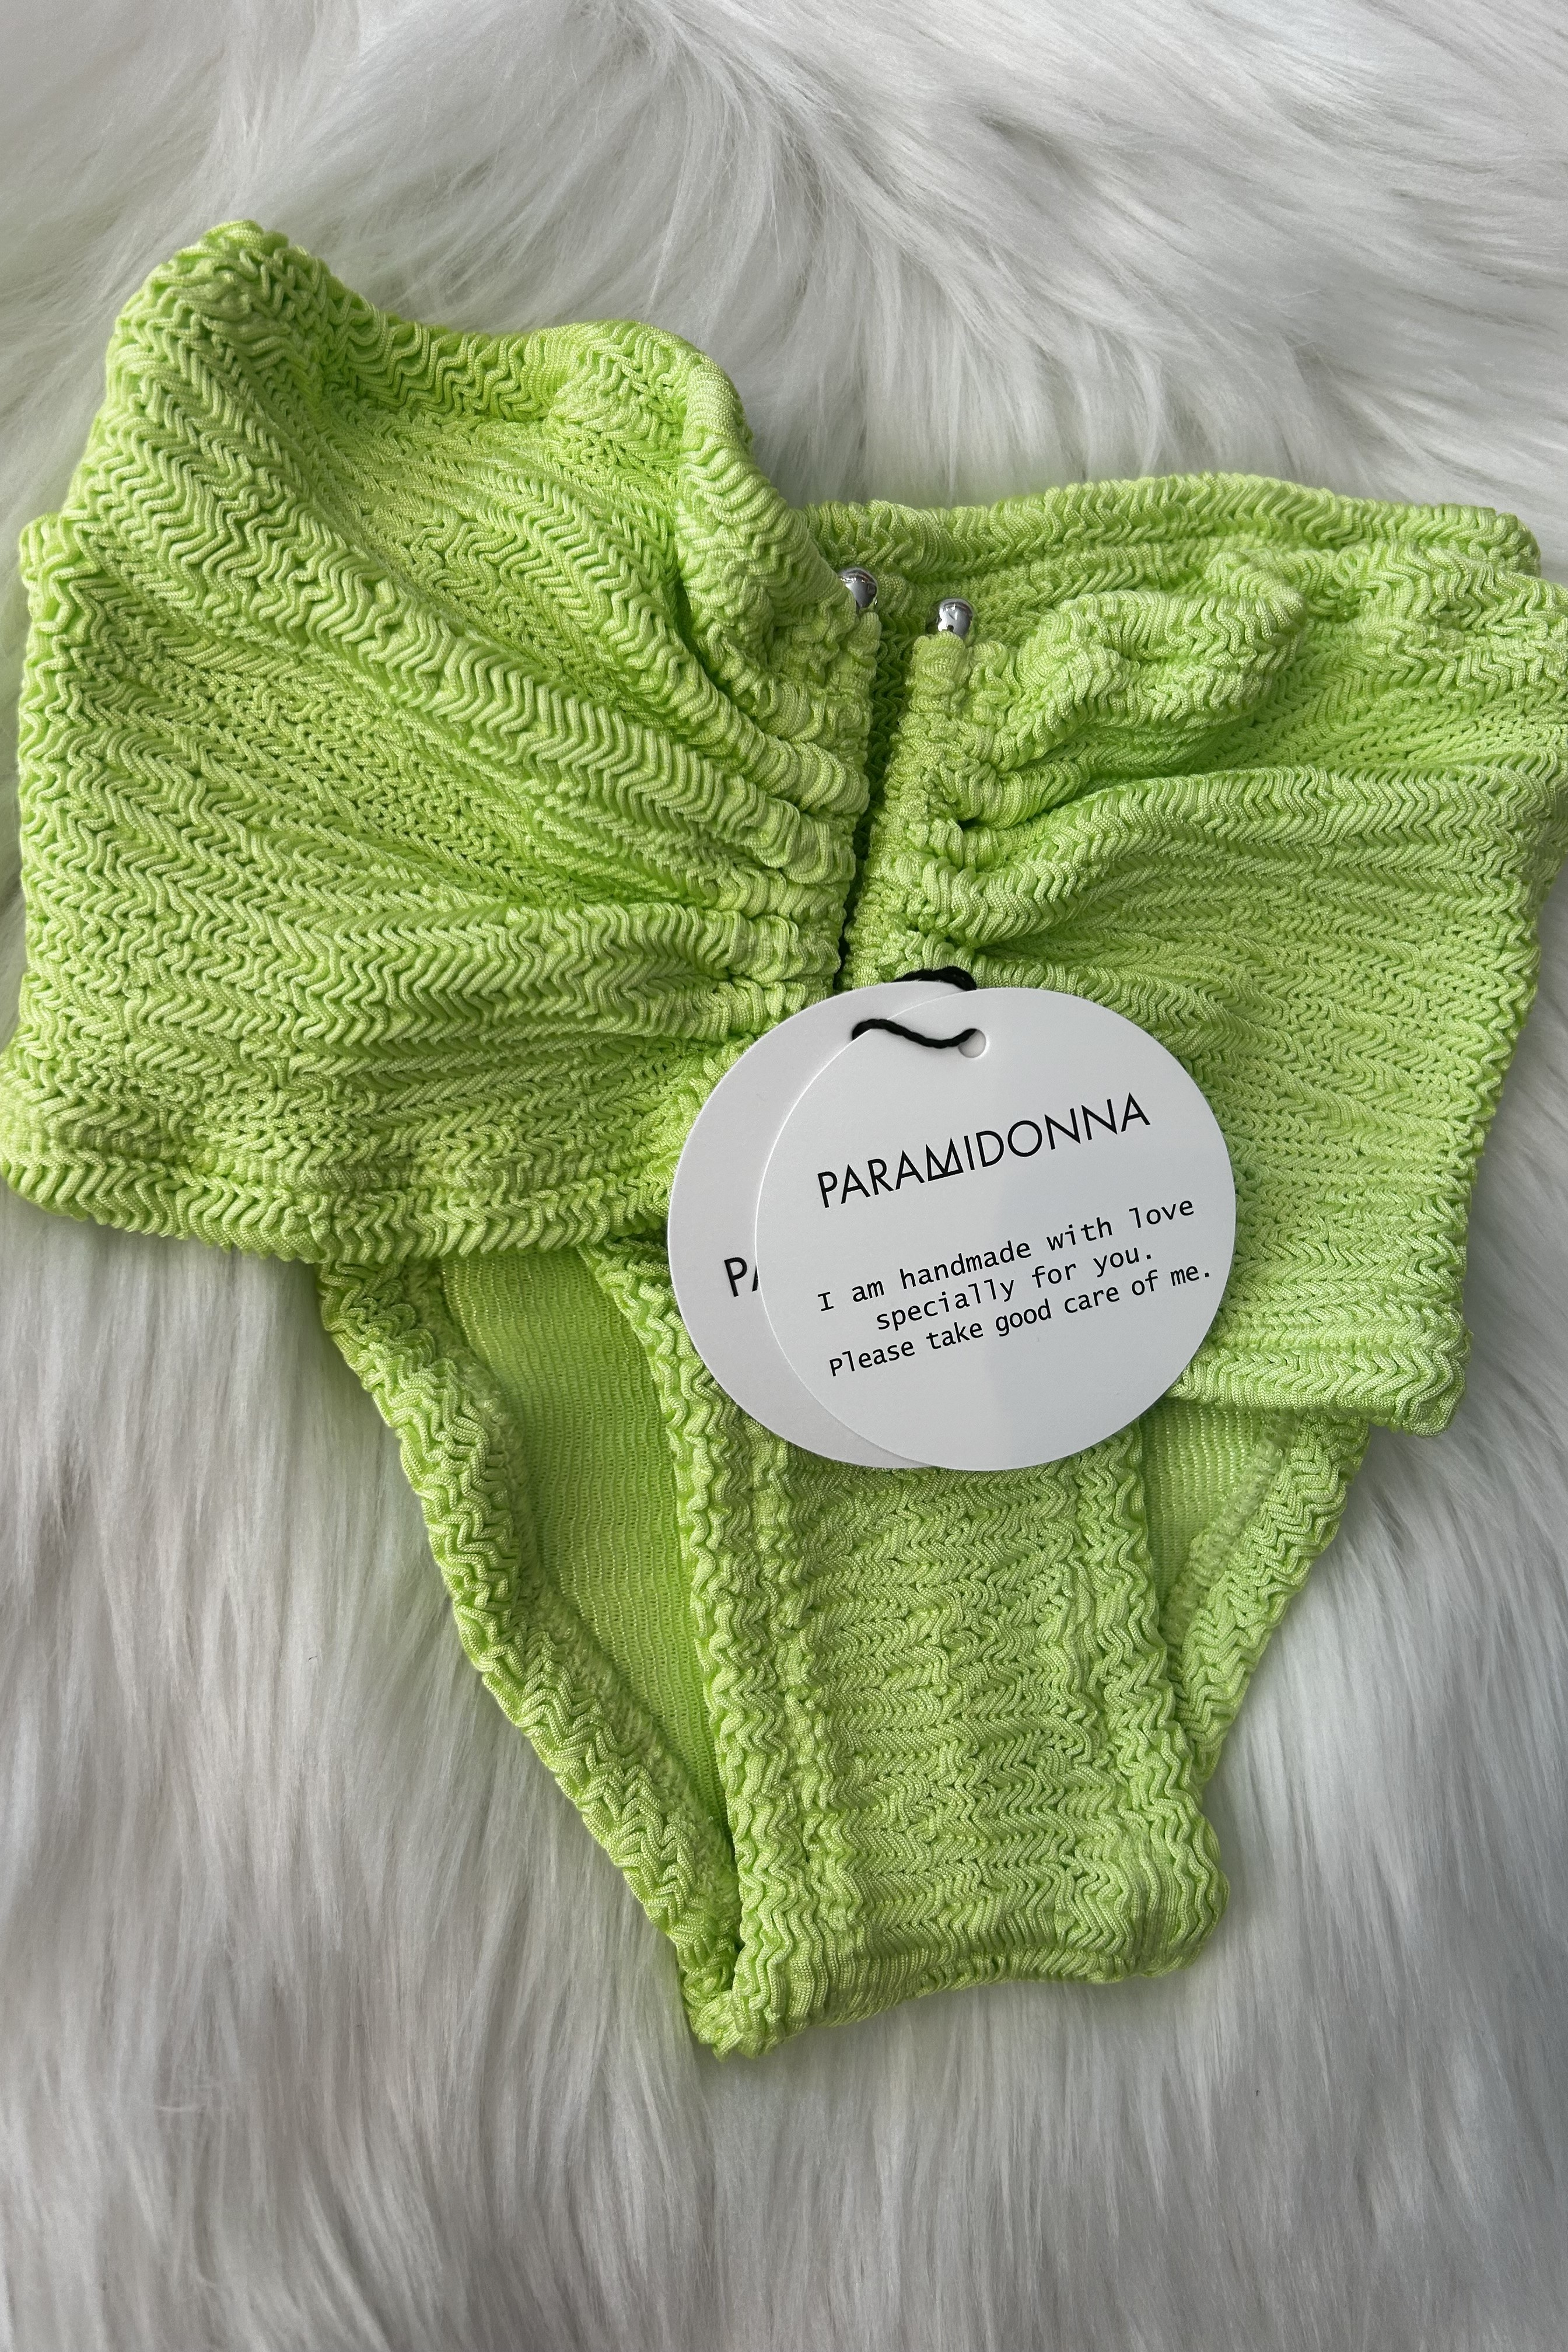 PARAMIDONNA
I am handmade with love
specially for you.
Please take good care of me.
PA